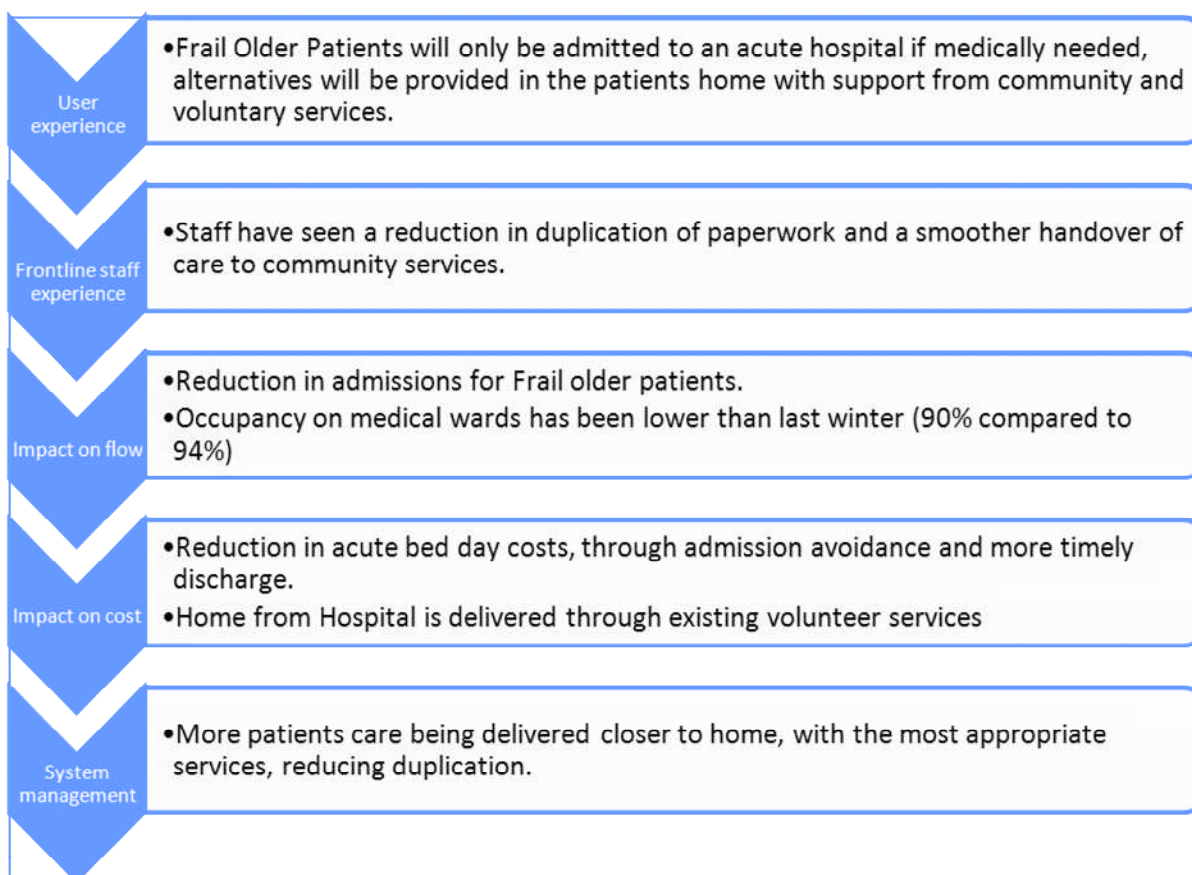 User
experience
•Frail Older Patients will only be admitted to an acute hospital if medically needed,
alternatives will be provided in the patients home with support from community and
voluntary services.
Frontline staff
experience
•Staff have seen a reduction in duplication of paperwork and a smoother handover of
care to community services.
Impact on flow
•Reduction in admissions for Frail older patients.
•Occupancy on medical wards has been lower than last winter (90% compared to
94%)
Impact on cost
•Reduction in acute bed day costs, through admission avoidance and more timely
discharge.
•Home from Hospital is delivered through existing volunteer services
System
management
•More patients care being delivered closer to home, with the most appropriate
services, reducing duplication.